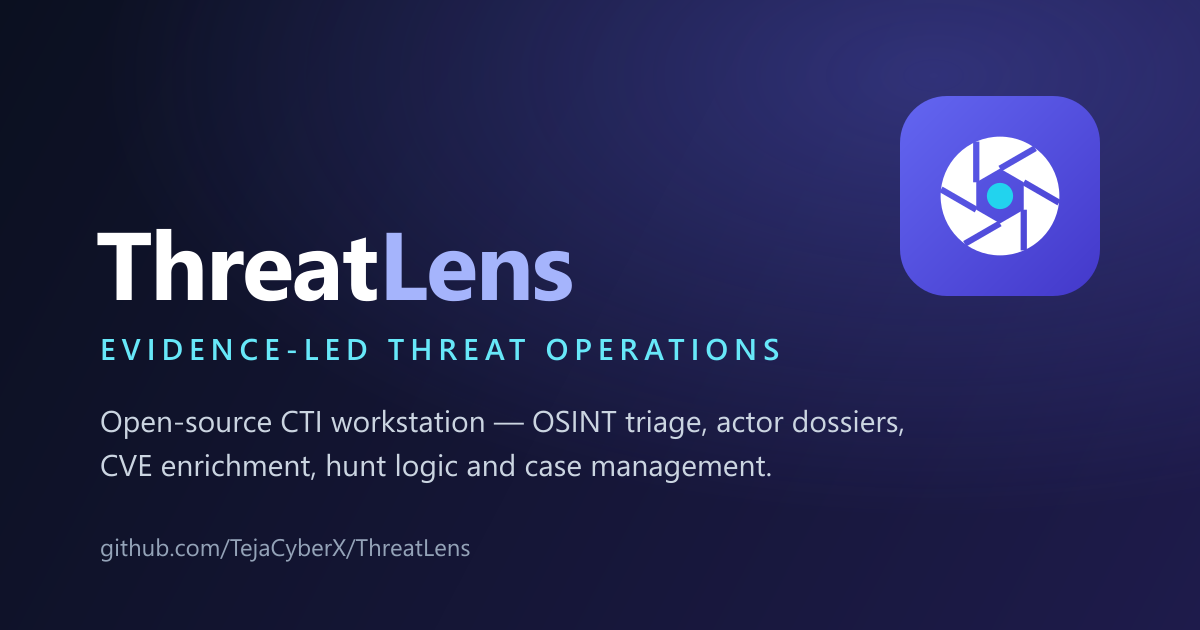 ThreatLens
EVIDENCE-LED THREAT OPERATIONS
Open-source CTI workstation — OSINT triage, actor dossiers,
CVE enrichment, hunt logic and case management.
github.com/TejaCyberX/ThreatLens